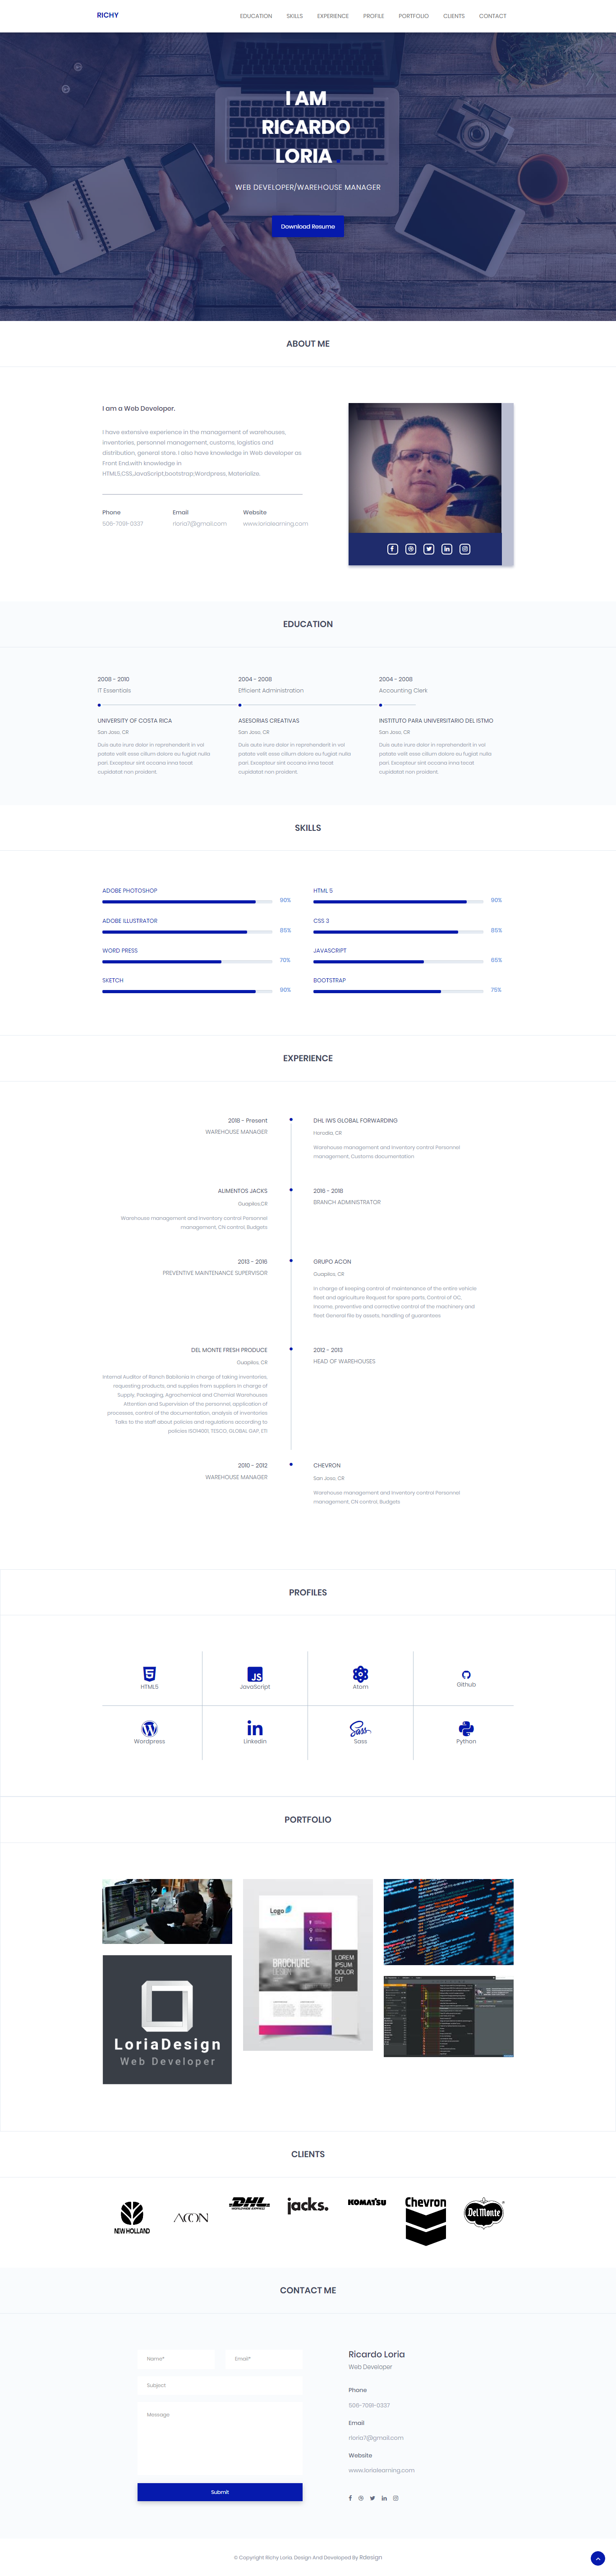 RICHY
EDUCATION SKILLS EXPERIENCE PROFILE PORTFOLIO CLIENTS CONTACT
I AM
RICARDO
LORIA
WEB DEVELOPER/WAREHOUSE MANAGER
Download Resume
ABOUT ME
I am a Web Developer.
I have extensive experience in the management of warehouses,
inventories, personnel management, customs, logistics and
distribution, general store. I also have knowledge in Web developer as
Front End.with knowledge in
HTML5,CSS,JavaScript,bootstrap,Wordpress, Materialize.
Phone Email Website
506-7091-0337 rloria7@gmail.com www.lorialearning.com
EDUCATION
2006 - 2010
IT Essentials
UNIVERSITY OF COSTA RICA
San Jose, CR
Duis aute irure dolor in reprehenderit in vol
patate velit esse cillum dolore eu fugiat nulla
pari. Excepteur sint occana inna tecat
cupidatat non proident.
2004 - 2008
Efficient Administration
ASESORIAS CREATIVAS
San Jose, CR
Duis aute irure dolor in reprehenderit in vol
patate velit esse cillum dolore eu fugiat nulla
pari. Excepteur sint occana inna tecat
cupidatat non proident.
2004 - 2008
Accounting Clerk
INSTITUTO PARA UNIVERSITARIO DEL ISTMO
San Jose, CR
Duis aute irure dolor in reprehenderit in vol
patate velit esse cillum dolore eu fugiat nulla
pari. Excepteur sint occana inna tecat
cupidatat non proident.
SKILLS
ADOBE PHOTOSHOP 90%
HTML 5 90%
ADOBE ILLUSTRATOR 85%
CSS 3 85%
WORD PRESS 70%
JAVASCRIPT 65%
SKETCH 90%
BOOTSTRAP 75%
EXPERIENCE
2018 - Present
WAREHOUSE MANAGER
DHL IWS GLOBAL FORWARDING
Heredia, CR
Warehouse management and inventory control Personnel
management. Customs documentation
ALIMENTOS JACKS
Guapiles,CR
Warehouse management and inventory control Personnel
management, CN control. Budgets
2016 - 2018
BRANCH ADMINISTRATOR
2013 - 2016
PREVENTIVE MAINTENANCE SUPERVISOR
GRUPO ACON
Guapiles, CR
In charge of keeping control of maintenance of the entire vehicle
fleet and agriculture Request for spare parts, Control of OC,
Income, preventive and corrective control of the machinery and
fleet General file by assets, handling of guarantees
DEL MONTE FRESH PRODUCE
Guapiles, CR
Internal Auditor of Ranch Babilonia In charge of taking inventories,
requesting products. and supplies from suppliers In charge of
Supply, Packaging, Agrochemical and Chemial Warehouses
Attention and Supervision of the personnel, application of
processes, control of the documentation, analysis of inventories
Talks to the staff about policies and regulations according to
policies ISO14001, TESCO, GLOBAL GAP, ETI
2012 - 2013
HEAD OF WAREHOUSES
2010 - 2012
WAREHOUSE MANAGER
CHEVRON
San Jose, CR
Warehouse management and inventory control Personnel
management, CN control. Budgets
PROFILES
HTML5 JavaScript Atom Github
Wordpress Linkedin Sass Python
PORTFOLIO
Logo
BROCHURE
LOREM
IPSUM
DOLOR
SIT
LoriaDesign
Web Developer
CLIENTS
NEW HOLLAND
ACON
DHL
jacks.
KOMATSU
Chevron
Del Monte
CONTACT ME
Name*
Email*
Subject
Message
Submit
Ricardo Loria
Web Developer
Phone
506-7091-0337
Email
rloria7@gmail.com
Website
www.lorialearning.com
© Copyright Richy Loria. Design And Developed By Rdesign